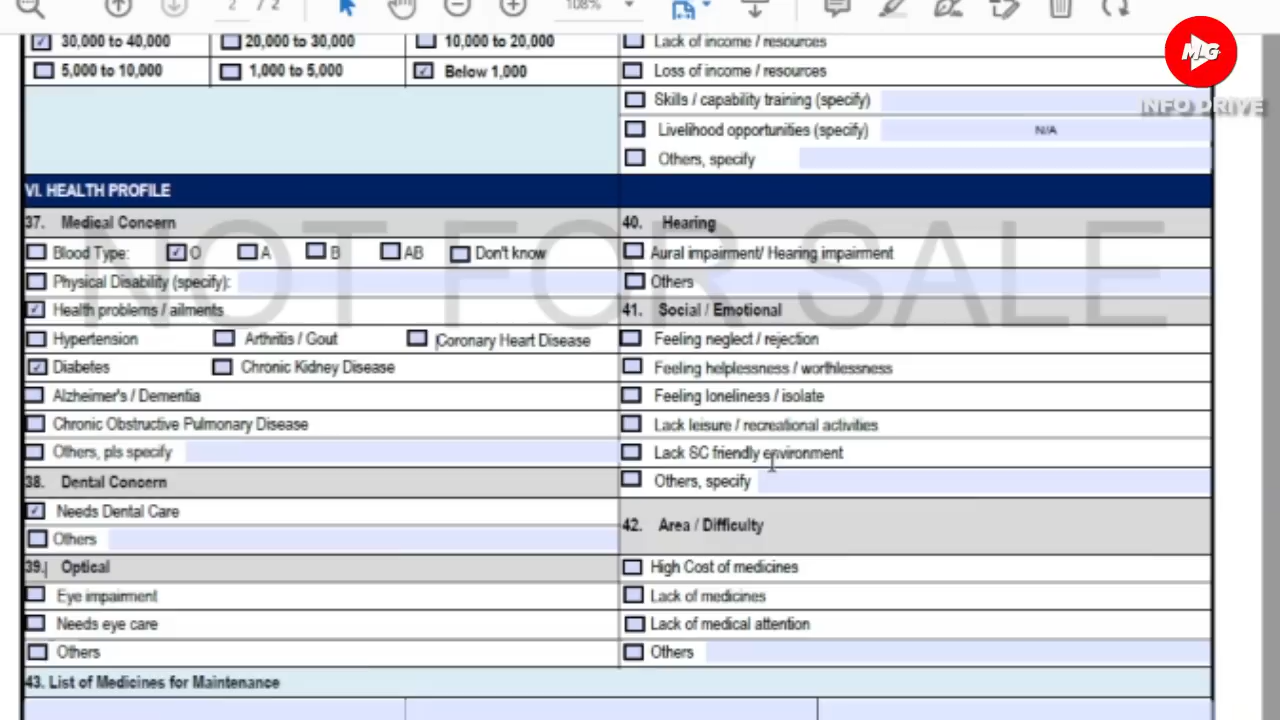 2 / 2
108%
MG
INFO DRIVE
30,000 to 40,000 20,000 to 30,000 10,000 to 20,000
5,000 to 10,000 1,000 to 5,000 Below 1,000
Lack of income / resources
Loss of income / resources
Skills / capability training (specify)
Livelihood opportunities (specify) N/A
Others, specify
VI. HEALTH PROFILE
NOT FOR SALE
37. Medical Concern
Blood Type: O A B AB Don't know
Physical Disability (specify):
Health problems / ailments
Hypertension Arthritis / Gout Coronary Heart Disease
Diabetes Chronic Kidney Disease
Alzheimer's / Dementia
Chronic Obstructive Pulmonary Disease
Others, pls specify
38. Dental Concern
Needs Dental Care
Others
39. Optical
Eye impairment
Needs eye care
Others
40. Hearing
Aural impairment/ Hearing impairment
Others
41. Social / Emotional
Feeling neglect / rejection
Feeling helplessness / worthlessness
Feeling loneliness / isolate
Lack leisure / recreational activities
Lack SC friendly environment
Others, specify
42. Area / Difficulty
High Cost of medicines
Lack of medicines
Lack of medical attention
Others
43. List of Medicines for Maintenance